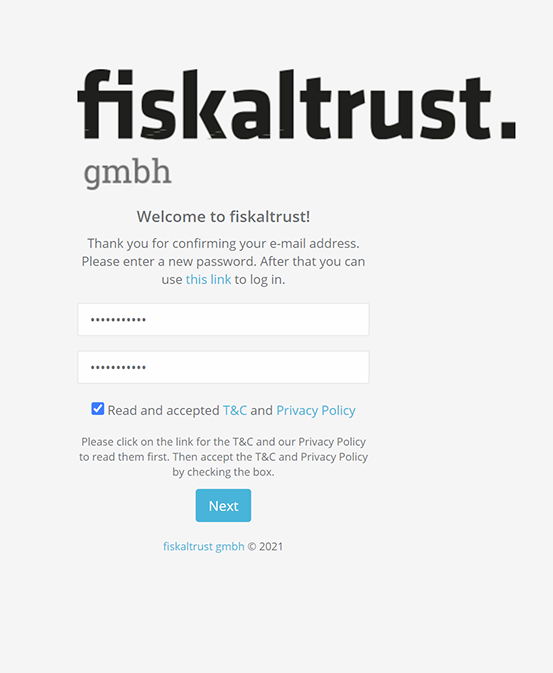 fiskaltrust.
gmbh
Welcome to fiskaltrust!
Thank you for confirming your e-mail address.
Please enter a new password. After that you can
use this link to log in.
•••••••••••
•••••••••••
Read and accepted T&C and Privacy Policy
Please click on the link for the T&C and our Privacy Policy
to read them first. Then accept the T&C and Privacy Policy
by checking the box.
Next
fiskaltrust gmbh © 2021